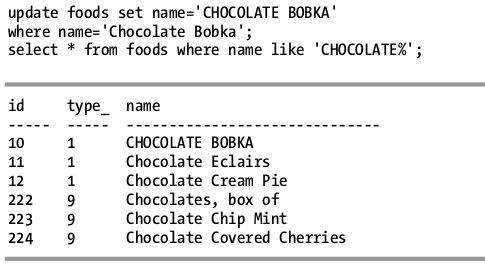 update foods set name='CHOCOLATE BOBKA'
where name='Chocolate Bobka';
select * from foods where name like 'CHOCOLATE%';
id type_ name
----- ----- ------------------------------
10 1 CHOCOLATE BOBKA
11 1 Chocolate Eclairs
12 1 Chocolate Cream Pie
222 9 Chocolates, box of
223 9 Chocolate Chip Mint
224 9 Chocolate Covered Cherries